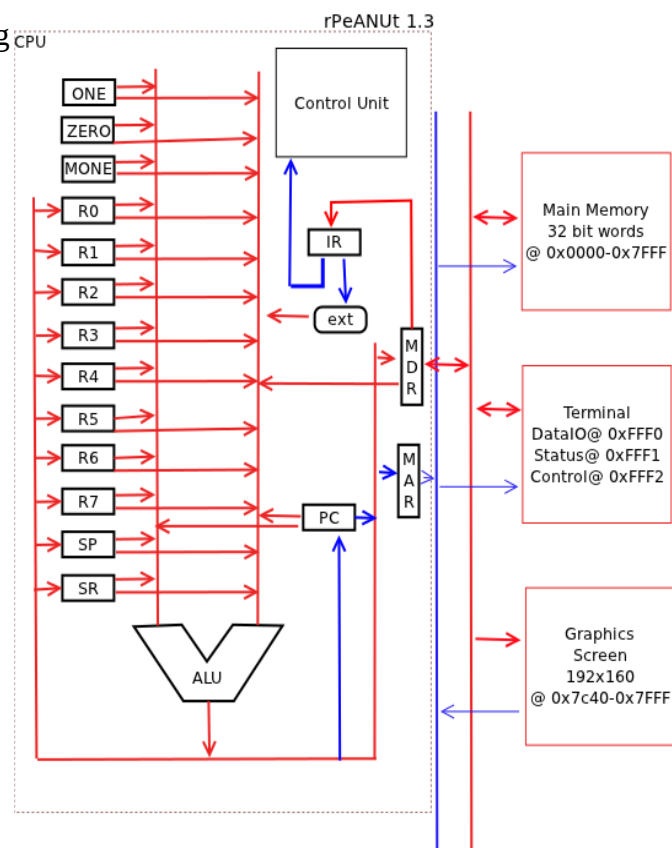 rPeANUt 1.3
g
CPU
ONE
ZERO
MONE
R0
R1
R2
R3
R4
R5
R6
R7
SP
SR
ALU
Control Unit
IR
ext
MDR
MAR
PC
Main Memory
32 bit words
@ 0x0000-0x7FFF
Terminal
DataIO@ 0xFFF0
Status@ 0xFFF1
Control@ 0xFFF2
Graphics
Screen
192x160
@ 0x7c40-0x7FFF